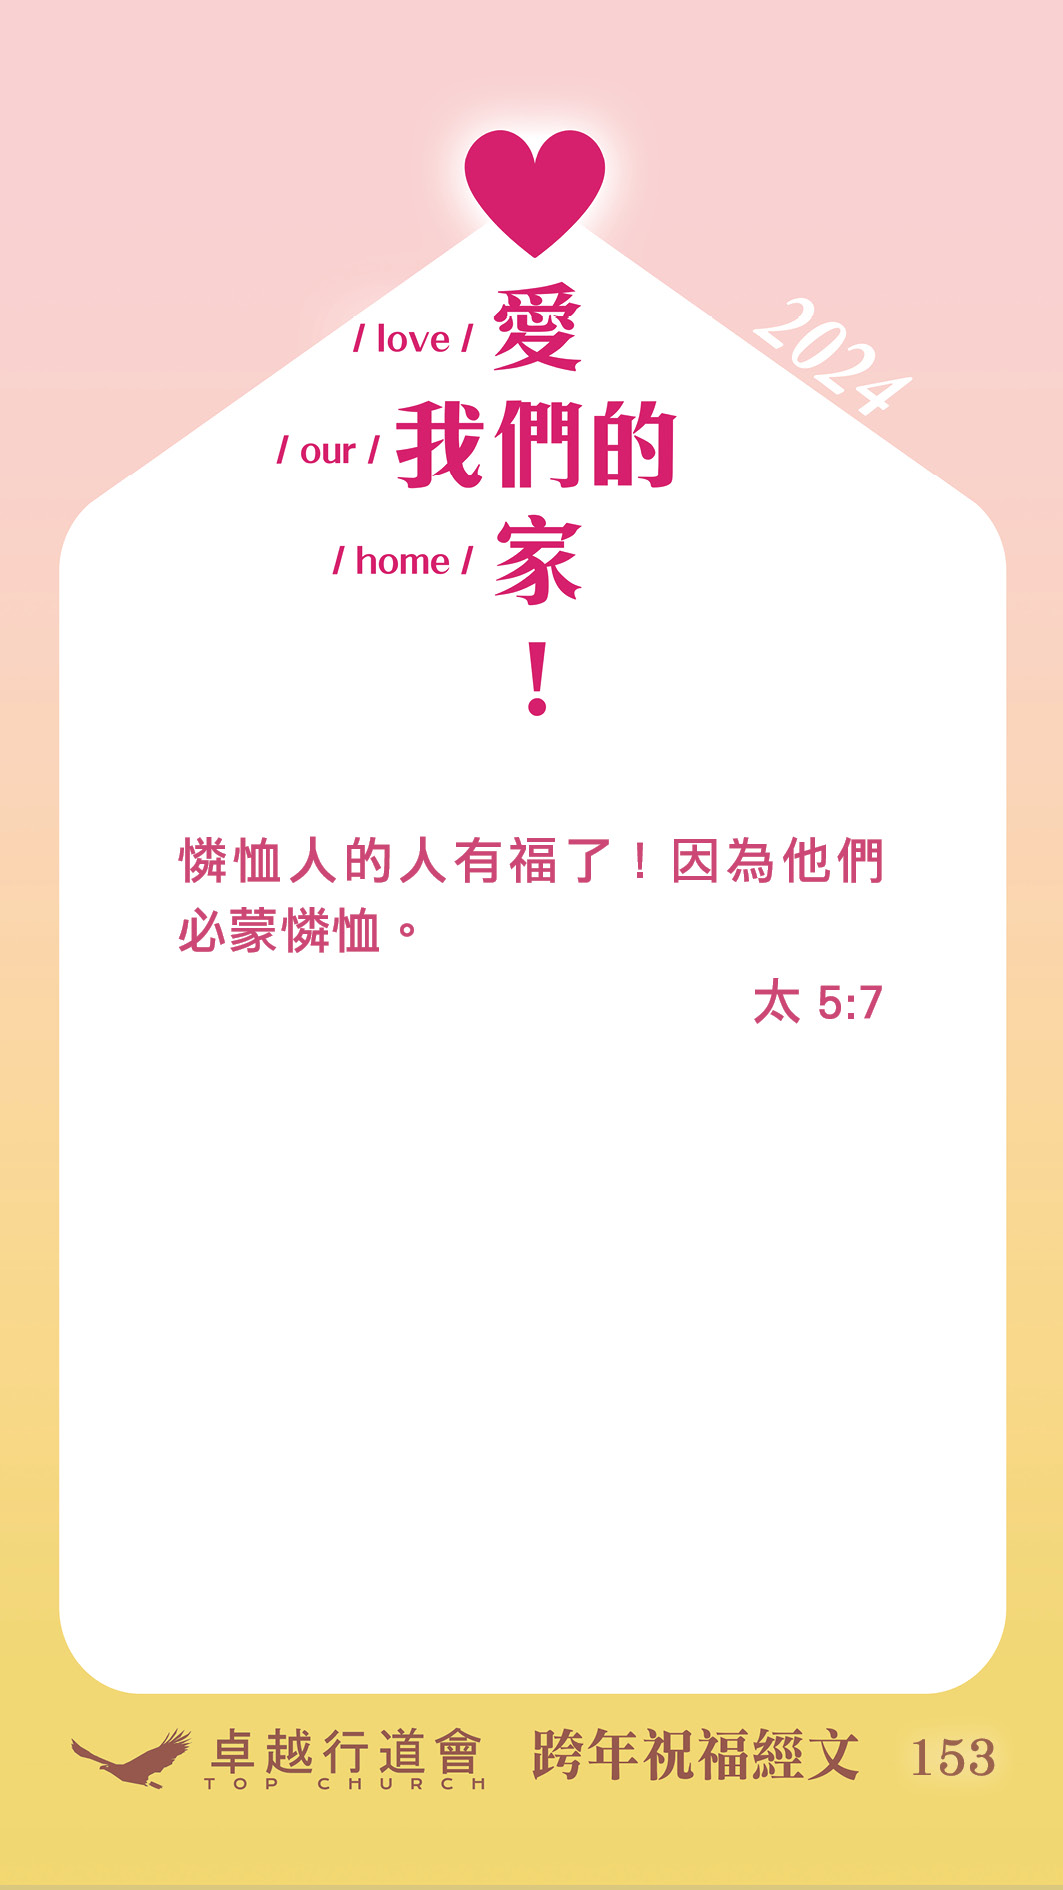 / love / 愛
2024
/ our / 我們的
/ home / 家
！
憐恤人的人有福了！因為他們
必蒙憐恤。
太 5:7
卓越行道會 跨年祝福經文 153
TOP CHURCH